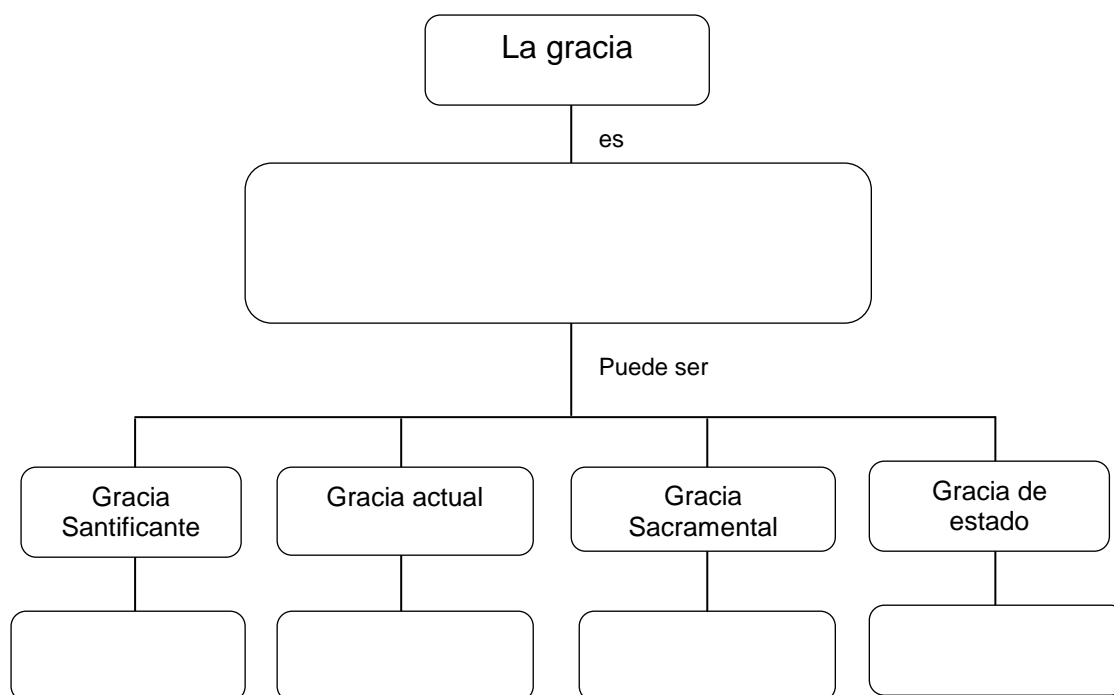 La gracia
es
Puede ser
Gracia
Santificante
Gracia actual
Gracia
Sacramental
Gracia de
estado